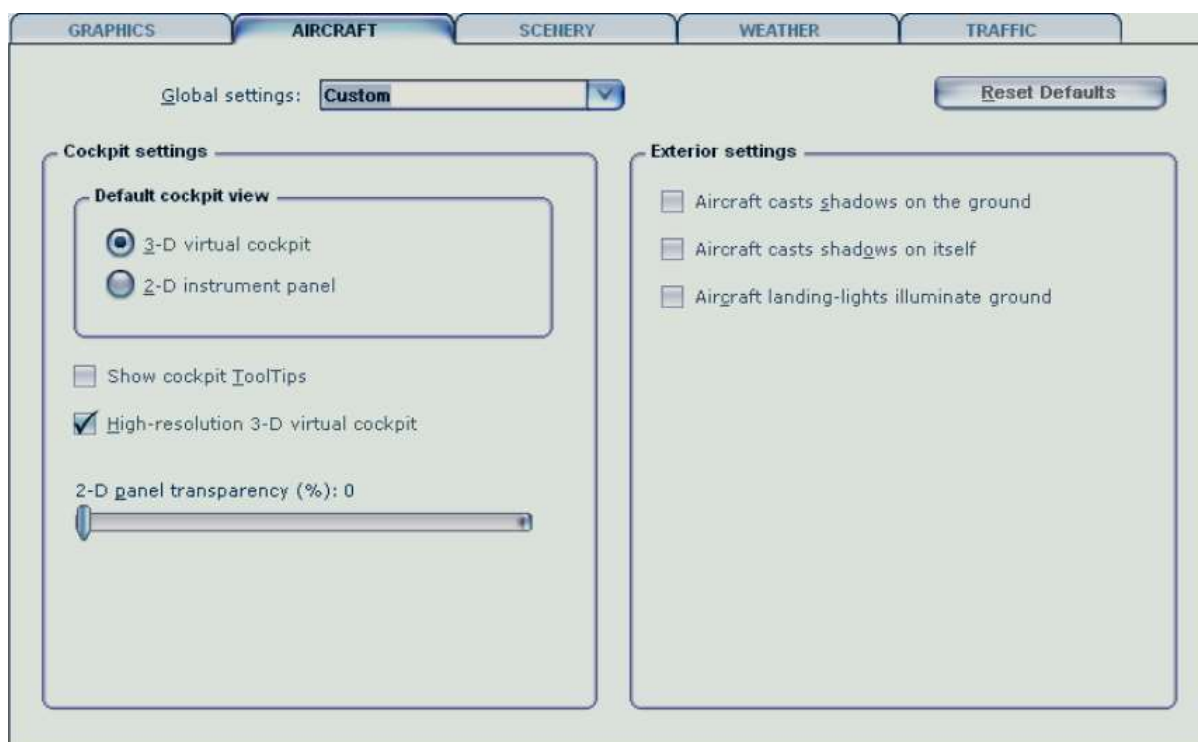 GRAPHICS AIRCRAFT SCENERY WEATHER TRAFFIC
Global settings: Custom Reset Defaults
Cockpit settings
Default cockpit view
3-D virtual cockpit
2-D instrument panel
Show cockpit ToolTips
High-resolution 3-D virtual cockpit
2-D panel transparency (%): 0
Exterior settings
Aircraft casts shadows on the ground
Aircraft casts shadows on itself
Aircraft landing-lights illuminate ground